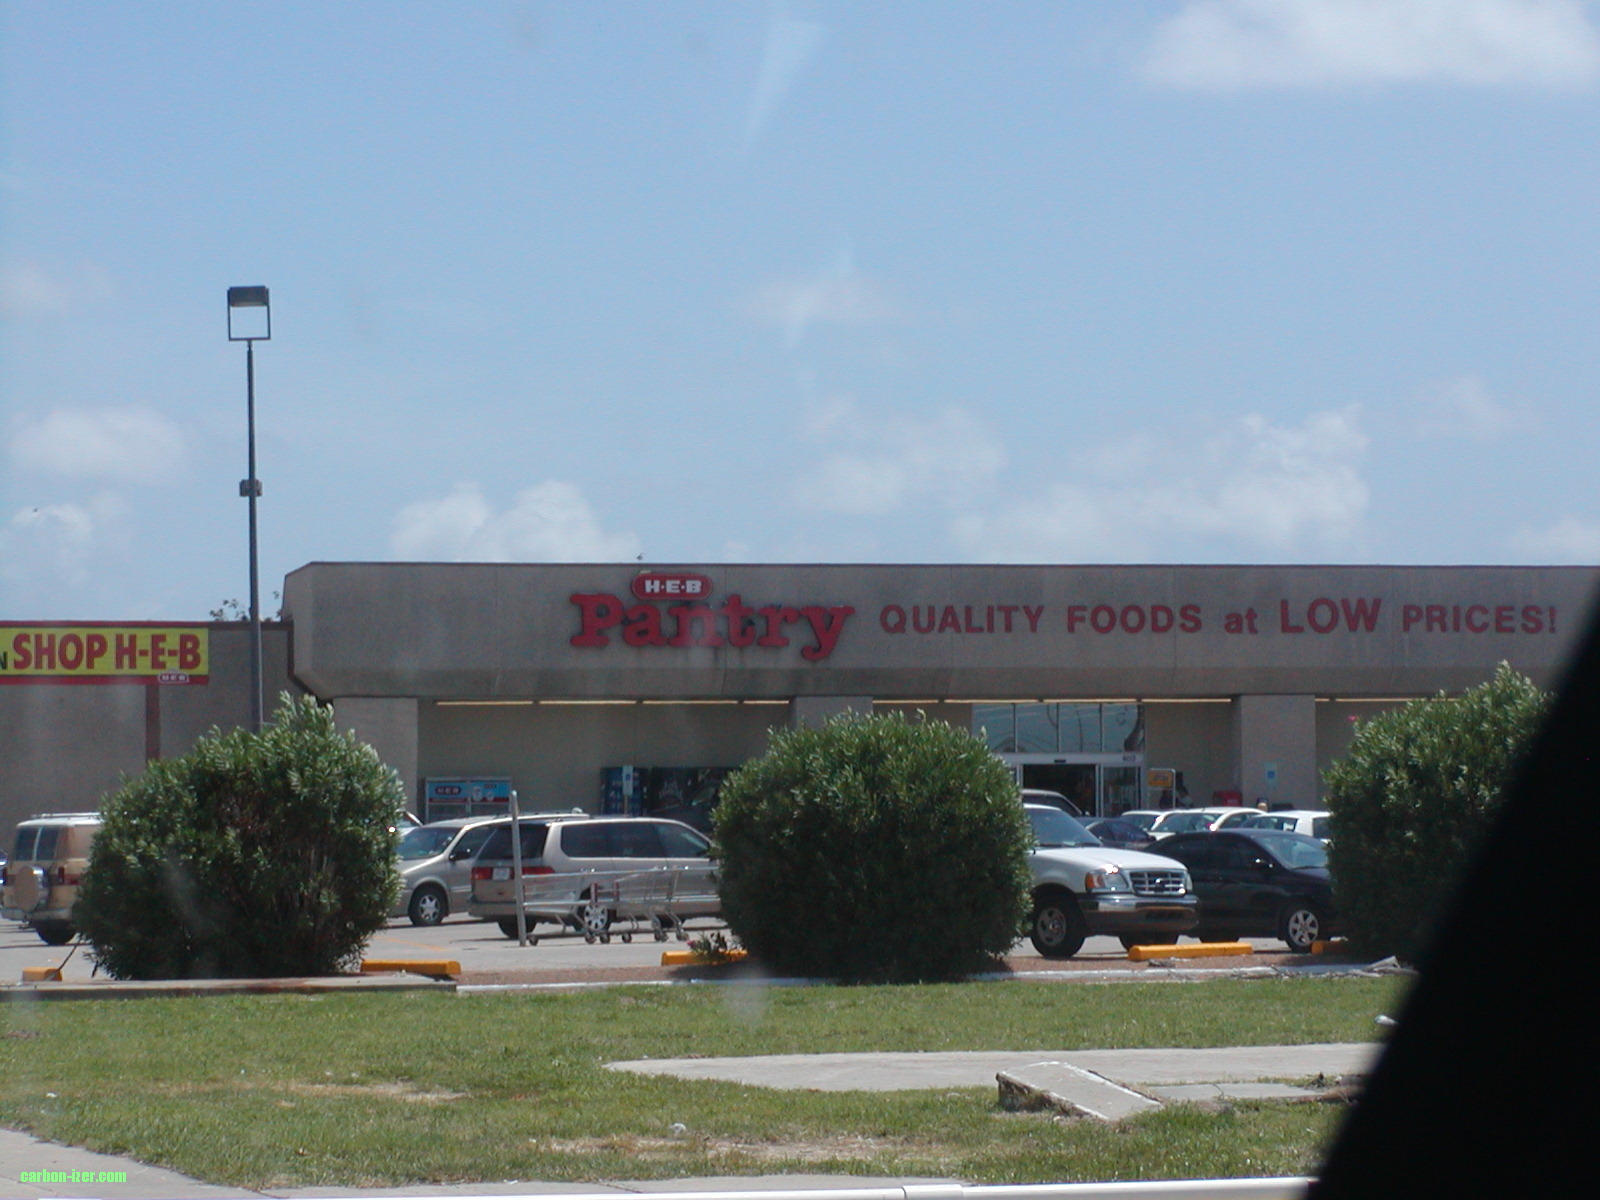 H-E-B
Pantry QUALITY FOODS at LOW PRICES!
SHOP H-E-B
H-E-B
H-E-B
carbon-izer.com